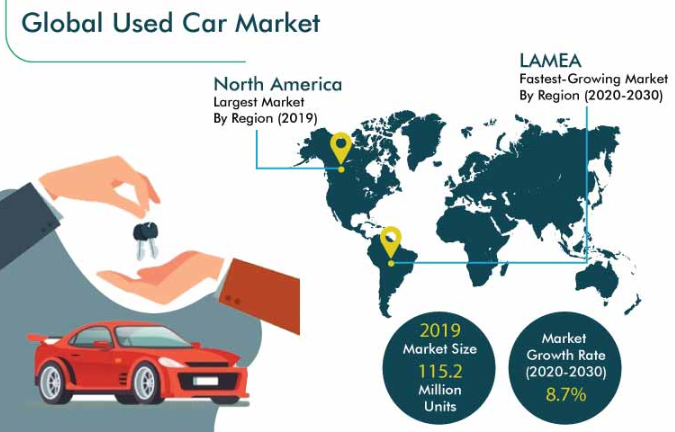 Global Used Car Market
North America
Largest Market
By Region (2019)
LAMEA
Fastest-Growing Market
By Region (2020-2030)
2019
Market Size
115.2
Million
Units
Market
Growth Rate
(2020-2030)
8.7%